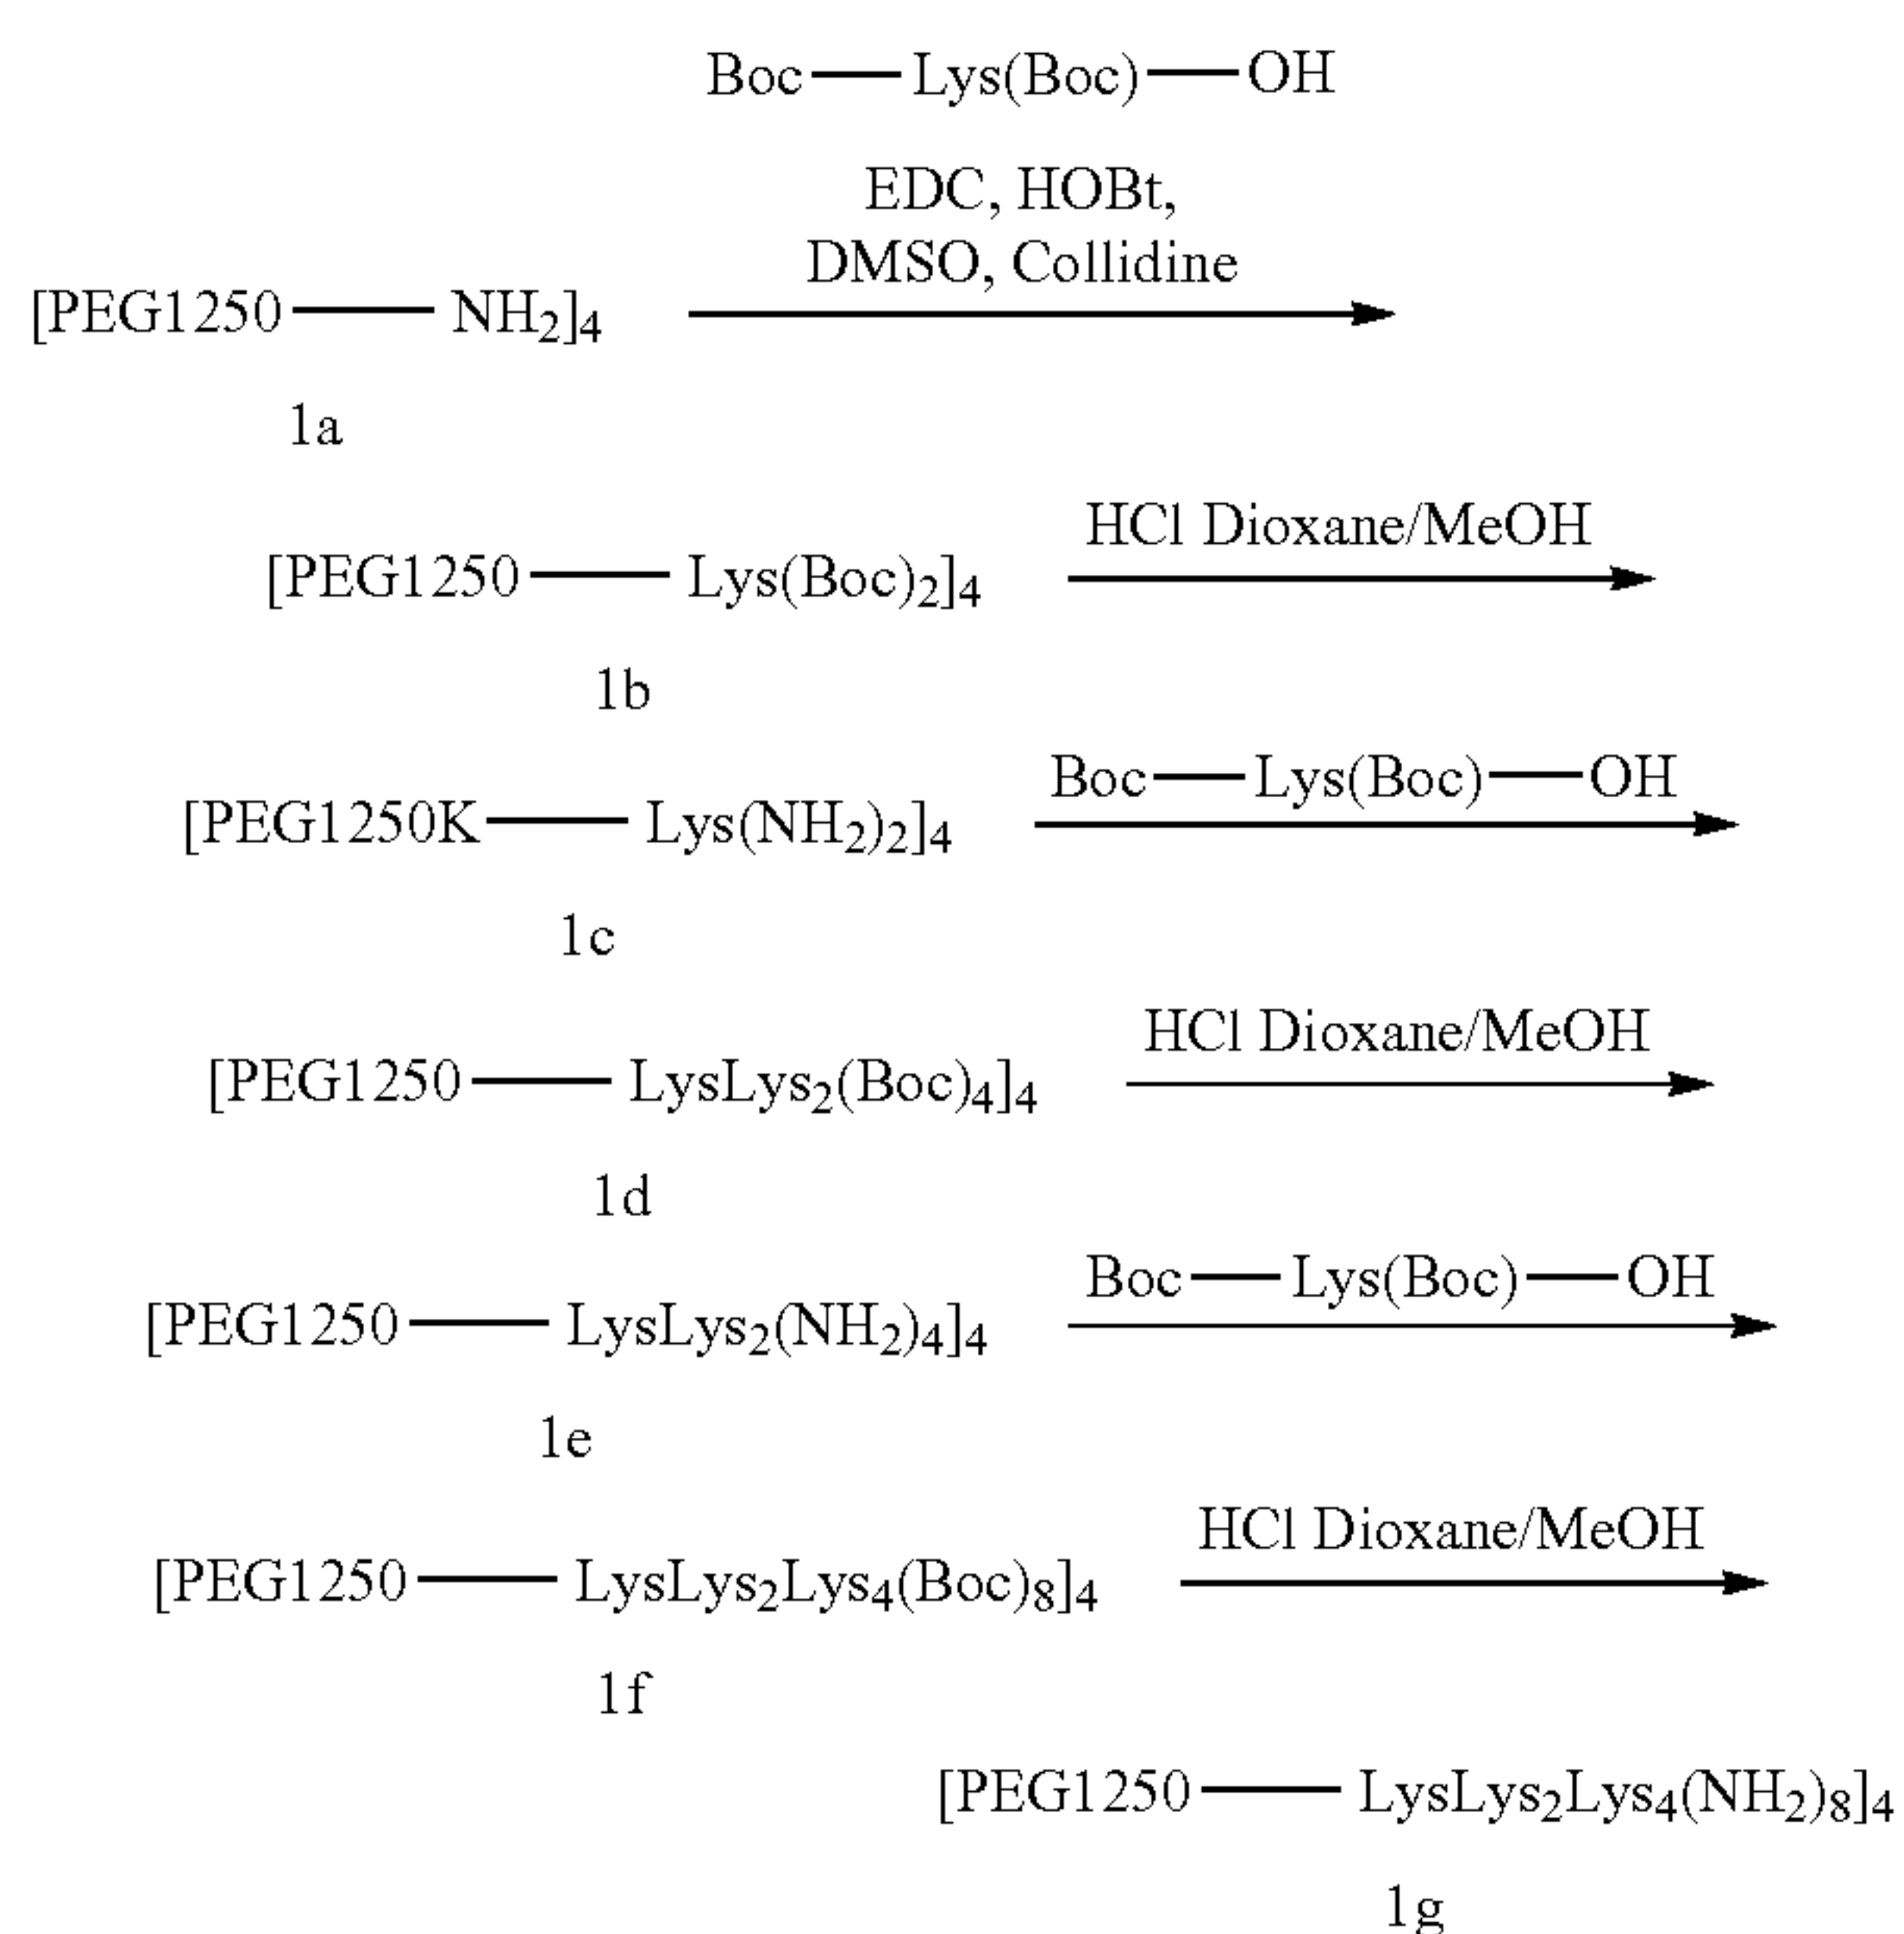 Boc—Lys(Boc)—OH
EDC, HOBt,
DMSO, Collidine
[PEG1250—NH₂]₄
1a
HCl Dioxane/MeOH
[PEG1250—Lys(Boc)₂]₄
1b
Boc—Lys(Boc)—OH
[PEG1250K—Lys(NH₂)₂]₄
1c
HCl Dioxane/MeOH
[PEG1250—LysLys₂(Boc)₄]₄
1d
Boc—Lys(Boc)—OH
[PEG1250—LysLys₂(NH₂)₄]₄
1e
HCl Dioxane/MeOH
[PEG1250—LysLys₂Lys₄(Boc)₈]₄
1f
[PEG1250—LysLys₂Lys₄(NH₂)₈]₄
1g